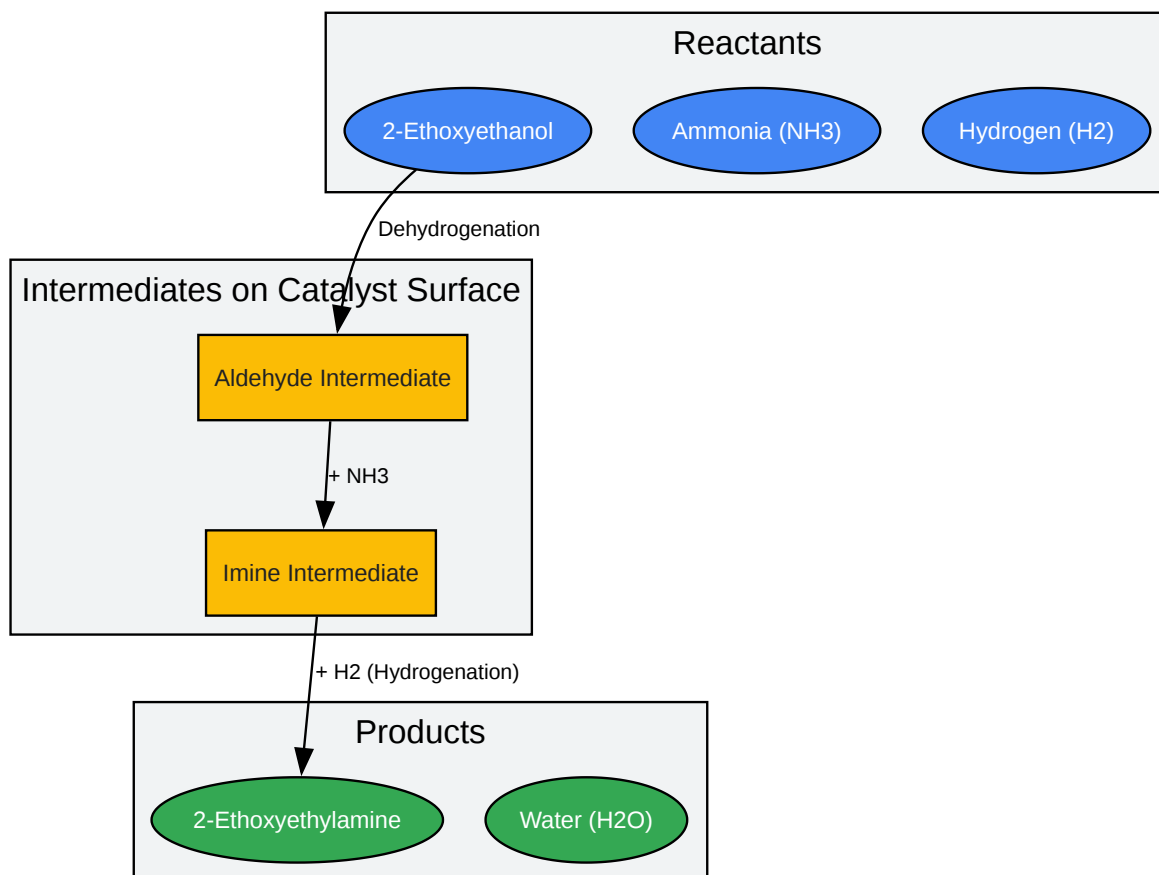 Reactants
2-Ethoxyethanol
Ammonia (NH3)
Hydrogen (H2)
Dehydrogenation
Intermediates on Catalyst Surface
Aldehyde Intermediate
+ NH3
Imine Intermediate
+ H2 (Hydrogenation)
Products
2-Ethoxyethylamine
Water (H2O)